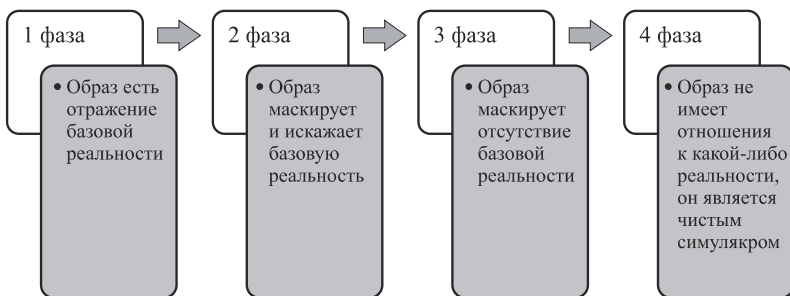 1 фаза
• Образ есть
отражение
базовой
реальности
2 фаза
• Образ
маскирует
и искажает
базовую
реальность
3 фаза
• Образ
маскирует
отсутствие
базовой
реальности
4 фаза
• Образ не
имеет
отношения
к какой-либо
реальности,
он является
чистым
симулякром